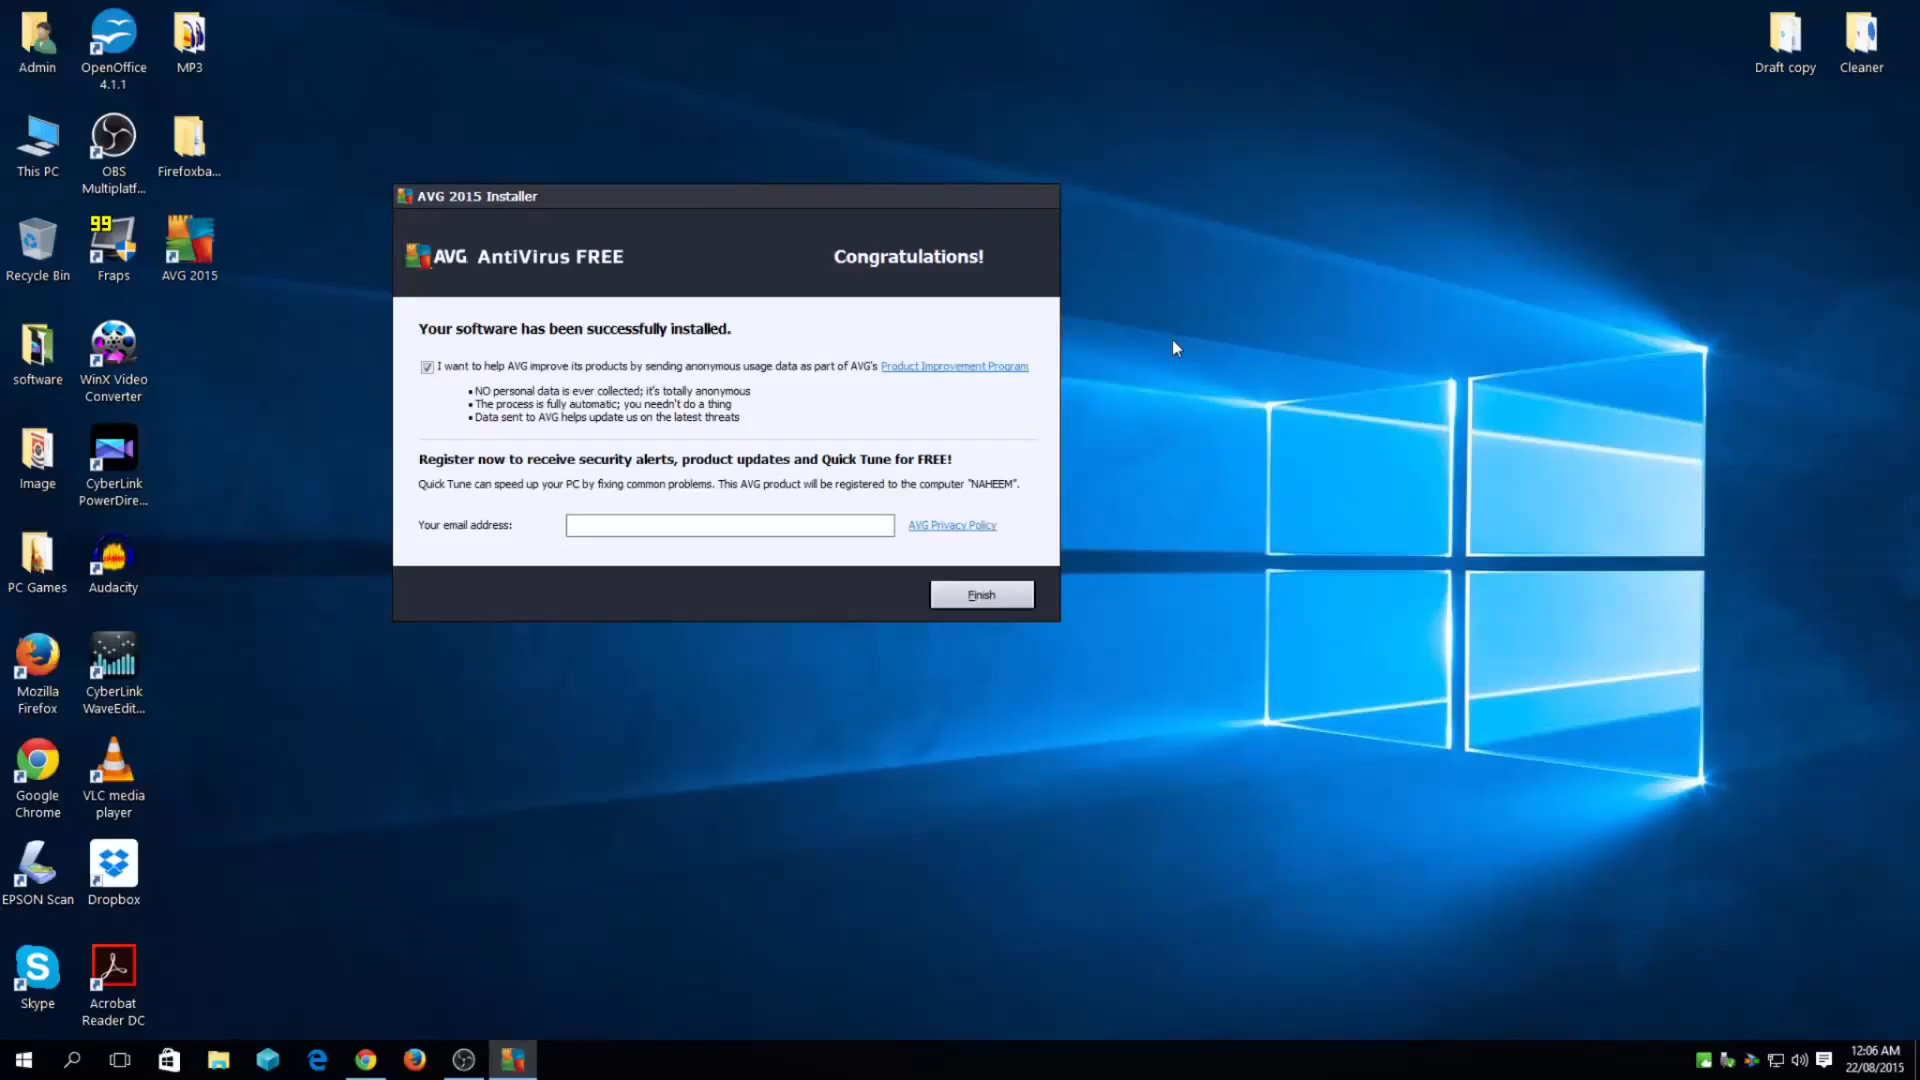 Admin
OpenOffice
4.1.1
MP3
Draft copy
Cleaner
This PC
OBS
Multiplatf...
Firefoxba...
99
Recycle Bin
Fraps
AVG 2015
AVG 2015 Installer
AVG AntiVirus FREE
Congratulations!
Your software has been successfully installed.
I want to help AVG improve its products by sending anonymous usage data as part of AVG's Product Improvement Program
• NO personal data is ever collected; it's totally anonymous
• The process is fully automatic; you needn't do a thing
• Data sent to AVG helps update us on the latest threats
Register now to receive security alerts, product updates and Quick Tune for FREE!
Quick Tune can speed up your PC by fixing common problems. This AVG product will be registered to the computer "NAHEEM".
Your email address:
AVG Privacy Policy
Finish
software
WinX Video
Converter
Image
CyberLink
PowerDire...
PC Games
Audacity
Mozilla
Firefox
CyberLink
WaveEdit...
Google
Chrome
VLC media
player
EPSON Scan
Dropbox
Skype
Acrobat
Reader DC
12:06 AM
22/08/2015